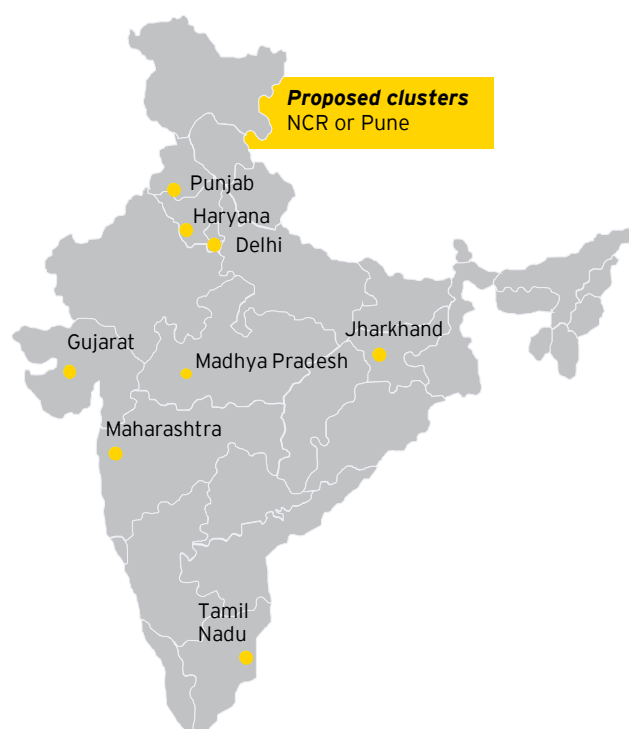 Proposed clusters
NCR or Pune
Punjab
Haryana
Delhi
Jharkhand
Gujarat
Madhya Pradesh
Maharashtra
Tamil
Nadu